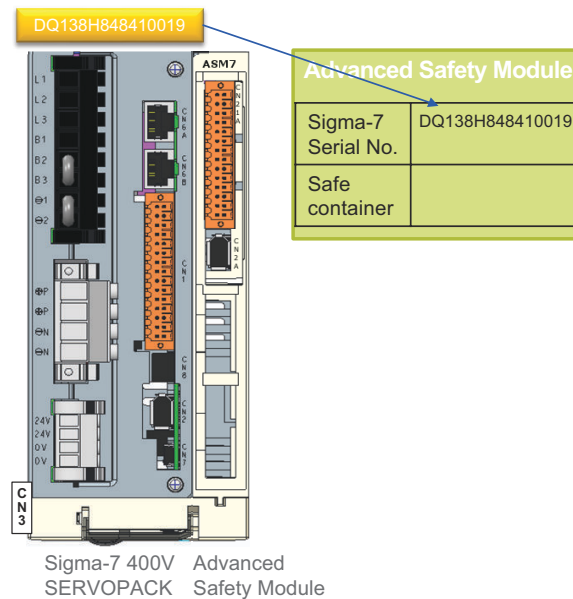 DQ138H848410019
Advanced Safety Module
Sigma-7
Serial No.
DQ138H848410019
Safe
container
ASM7
L1
L2
L3
B1
B2
B3
⊖1
⊖2
⊕P
⊕P
⊖N
⊖N
24V
24V
0V
0V
CN6A
CN6B
CN1
CN8
CN2
CN7
CN21A
CN2A
CN3
Sigma-7 400V
SERVOPACK
Advanced
Safety Module